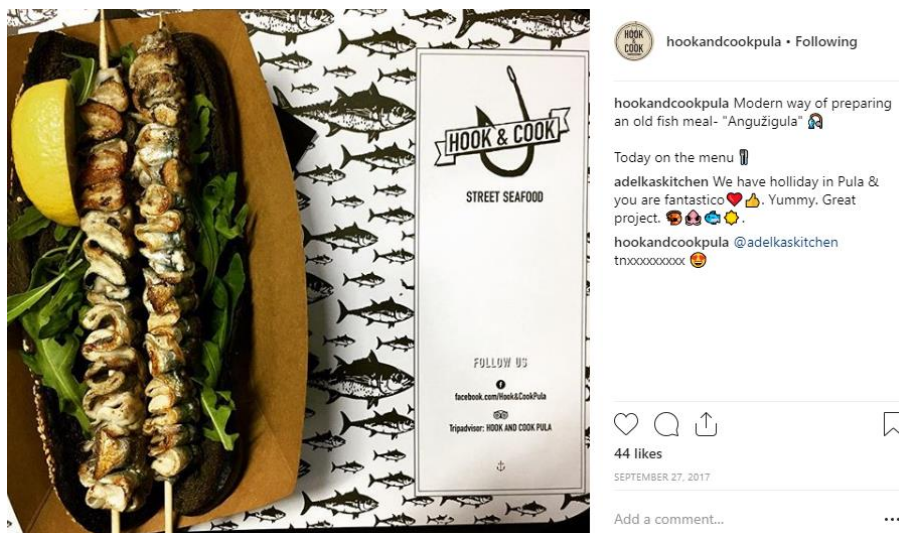 HOOK & COOK
STREET SEAFOOD
FOLLOW US
facebook.com/Hook&CookPula
Tripadvisor: HOOK AND COOK PULA
HOOK
&
COOK
hookandcookpula • Following
hookandcookpula Modern way of preparing
an old fish meal- "Angužigula" 🎣
Today on the menu 🍴
adelkaskitchen We have holliday in Pula &
you are fantastico❤️👍. Yummy. Great
project. 🦐🦑🐟☀️.
hookandcookpula @adelkaskitchen
tnxxxxxxxxx 😍
44 likes
SEPTEMBER 27, 2017
Add a comment...